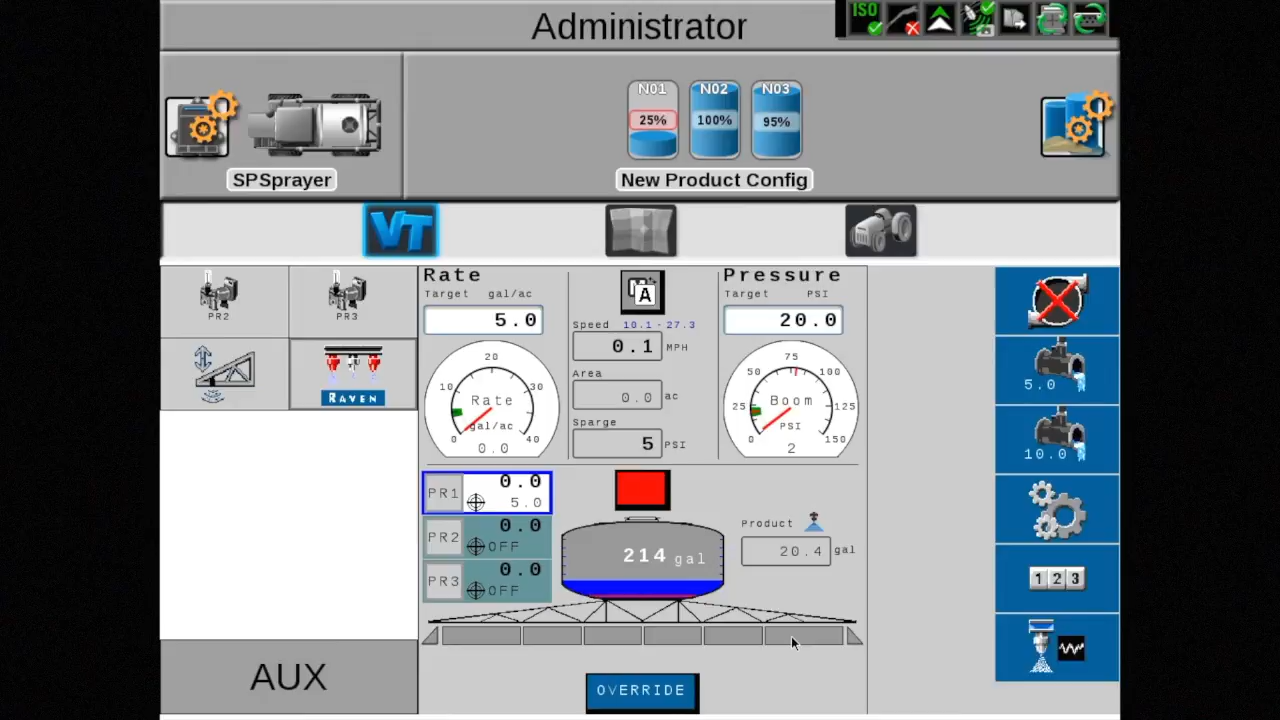 Administrator
ISO
N01 N02 N03
25% 100% 95%
SPSprayer
New Product Config
VT
PR2
PR3
RAVEN
AUX
Rate
Target gal/ac
5.0
10 20 30
0 40
Rate
gal/ac
0.0
A
Speed 10.1 - 27.3
0.1 MPH
Area
0.0 ac
Sparge
5 PSI
Pressure
Target PSI
20.0
25 50 75 100 125
0 150
Boom
PSI
2
PR1 0.0
5.0
PR2 0.0
OFF
PR3 0.0
OFF
214 gal
Product
20.4 gal
OVERRIDE
5.0
10.0
1 2 3